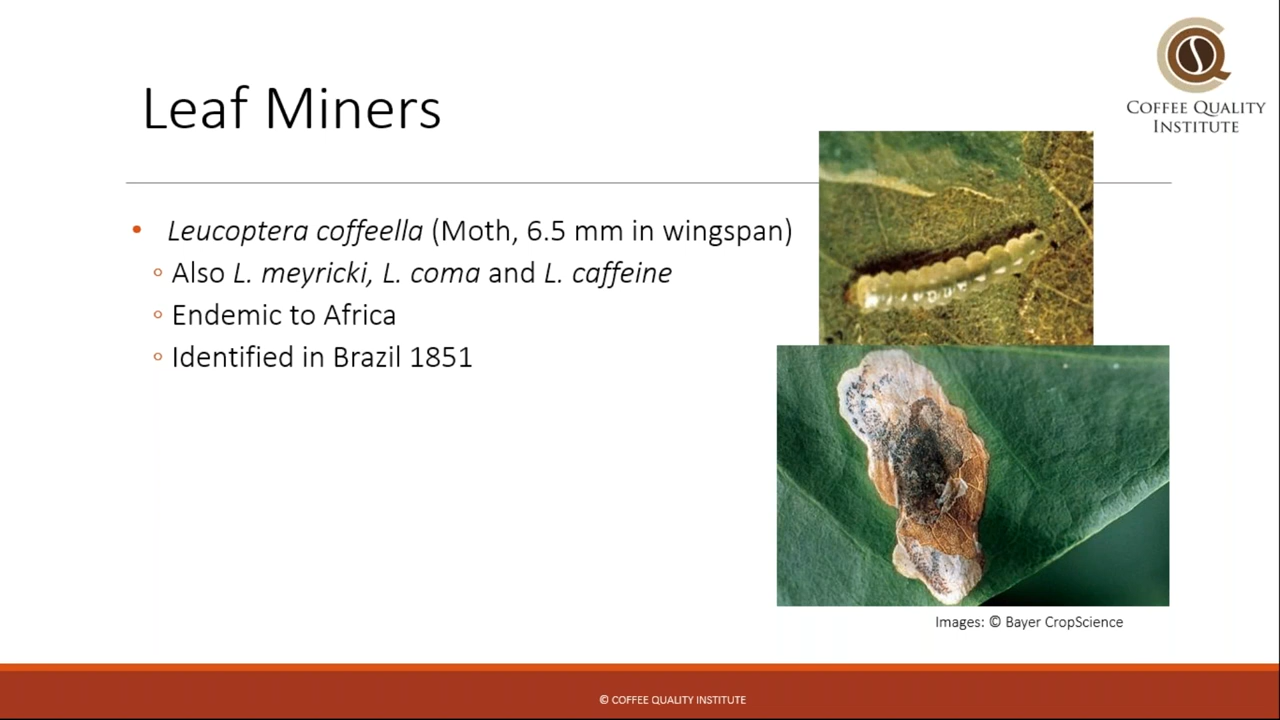 COFFEE QUALITY
INSTITUTE
Leaf Miners
• Leucoptera coffeella (Moth, 6.5 mm in wingspan)
◦ Also L. meyricki, L. coma and L. caffeine
◦ Endemic to Africa
◦ Identified in Brazil 1851
Images: © Bayer CropScience
© COFFEE QUALITY INSTITUTE